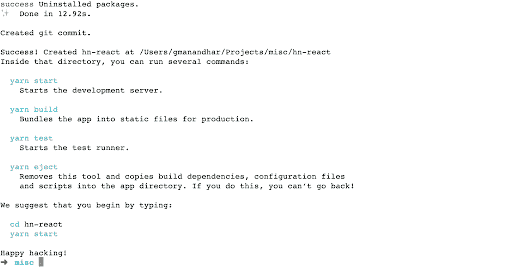 success Uninstalled packages.
✨  Done in 12.92s.
Created git commit.
Success! Created hn-react at /Users/gmanandhar/Projects/misc/hn-react
Inside that directory, you can run several commands:
yarn start
Starts the development server.
yarn build
Bundles the app into static files for production.
yarn test
Starts the test runner.
yarn eject
Removes this tool and copies build dependencies, configuration files
and scripts into the app directory. If you do this, you can't go back!
We suggest that you begin by typing:
cd hn-react
yarn start
Happy hacking!
➜ misc